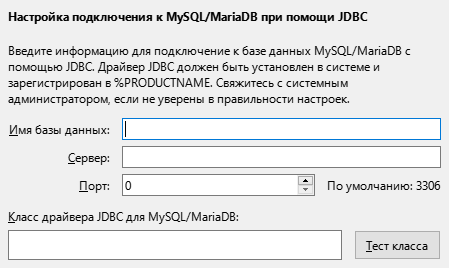 Настройка подключения к MySQL/MariaDB при помощи JDBC
Введите информацию для подключение к базе данных MySQL/MariaDB с
помощью JDBC. Драйвер JDBC должен быть установлен в системе и
зарегистрирован в %PRODUCTNAME. Свяжитесь с системным
администратором, если не уверены в правильности настроек.
Имя базы данных:
Сервер:
Порт: 0 По умолчанию: 3306
Класс драйвера JDBC для MySQL/MariaDB:
Тест класса